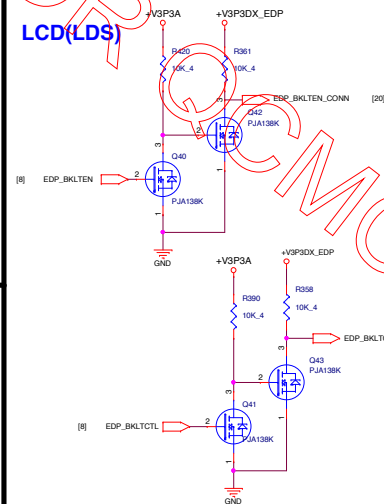 +V3P3A
+V3P3DX_EDP
LCD(LDS)
R420
R361
10K_4
10K_4
3
EDP_BKLTEN_CONN
[20]
Q42
2
PJA138K
3
Q40
[8]
EDP_BKLTEN
2
1
PJA138K
1
GND
+V3P3A
+V3P3DX_EDP
R390
R358
10K_4
10K_4
EDP_BKLTC
3
Q43
PJA138K
3
2
Q41
1
[8]
EDP_BKLTCTL
2
PJA138K
1
GND
Q CMO